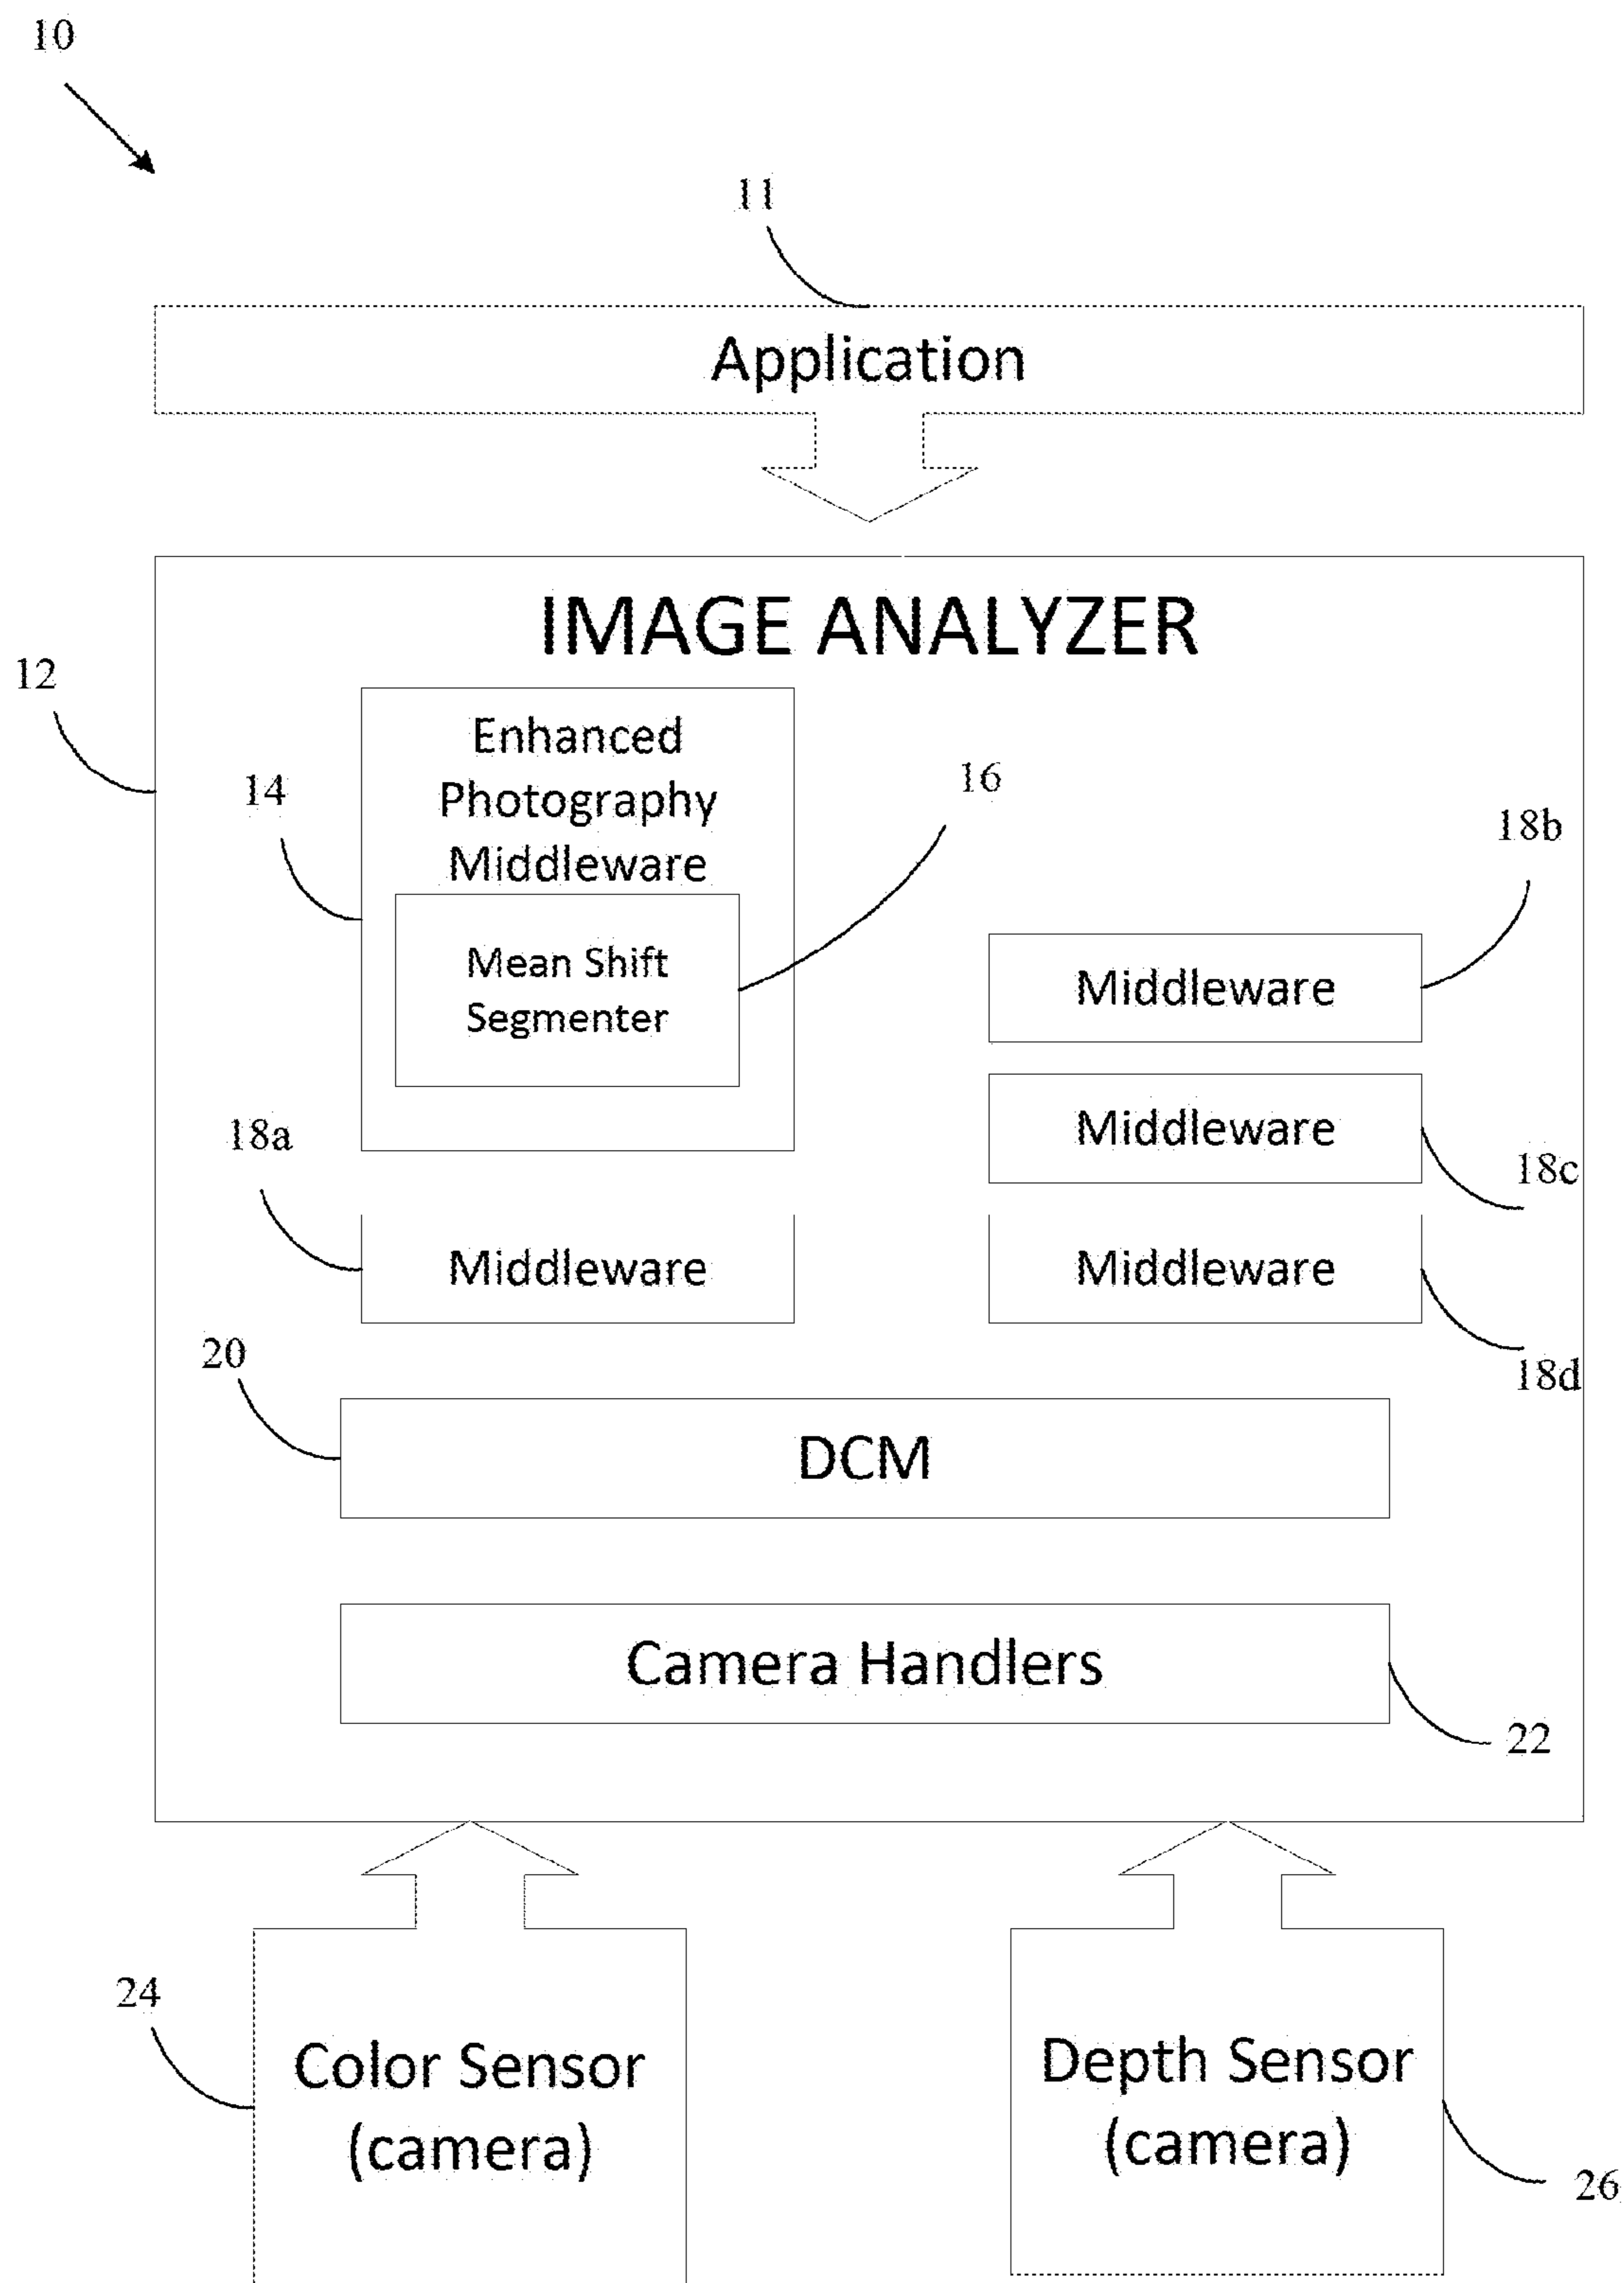 10
11
Application
IMAGE ANALYZER
12
Enhanced
Photography
Middleware
14
16
Mean Shift
Segmenter
18b
Middleware
Middleware
18c
18a
Middleware
Middleware
18d
20
DCM
Camera Handlers
22
24
Color Sensor
(camera)
Depth Sensor
(camera)
26